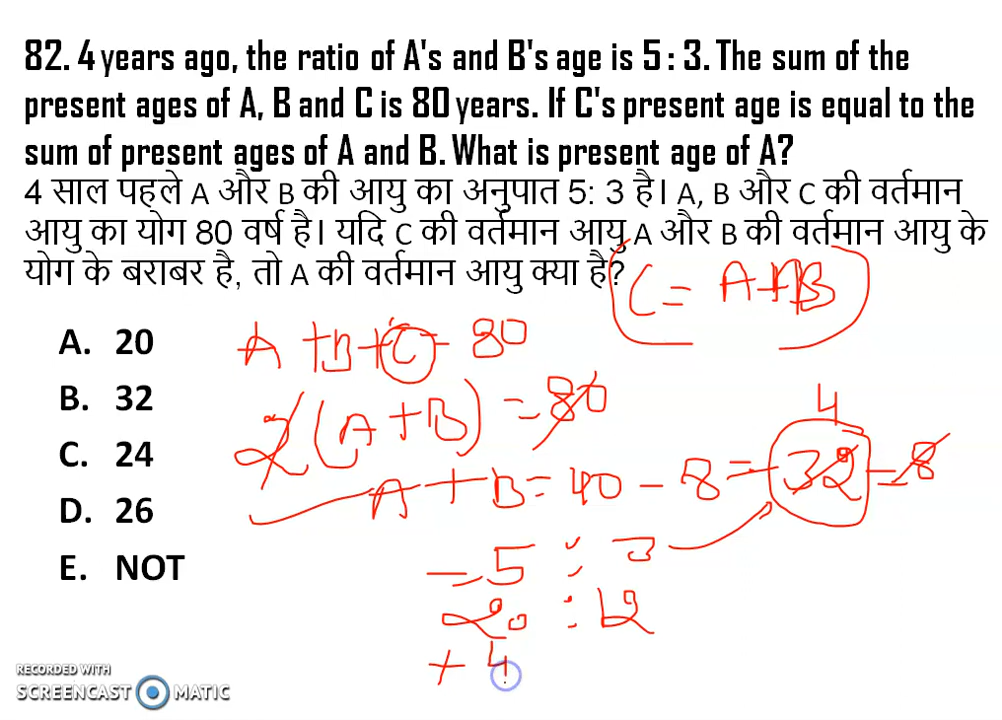 82. 4 years ago, the ratio of A's and B's age is 5 : 3. The sum of the
present ages of A, B and C is 80 years. If C's present age is equal to the
sum of present ages of A and B. What is present age of A?
4 साल पहले A और B की आयु का अनुपात 5: 3 है। A, B और C की वर्तमान
आयु का योग 80 वर्ष है। यदि C की वर्तमान आयु A और B की वर्तमान आयु के
योग के बराबर है, तो A की वर्तमान आयु क्या है?
C = A+B
A. 20
A+B+C= 80
B. 32
2(A+B) = 80
4
C. 24
A+B= 40 - 8 = 32 = 8
D. 26
= 5 : 3
E. NOT
20 : 12
+ 4
RECORDED WITH
SCREENCAST MATIC